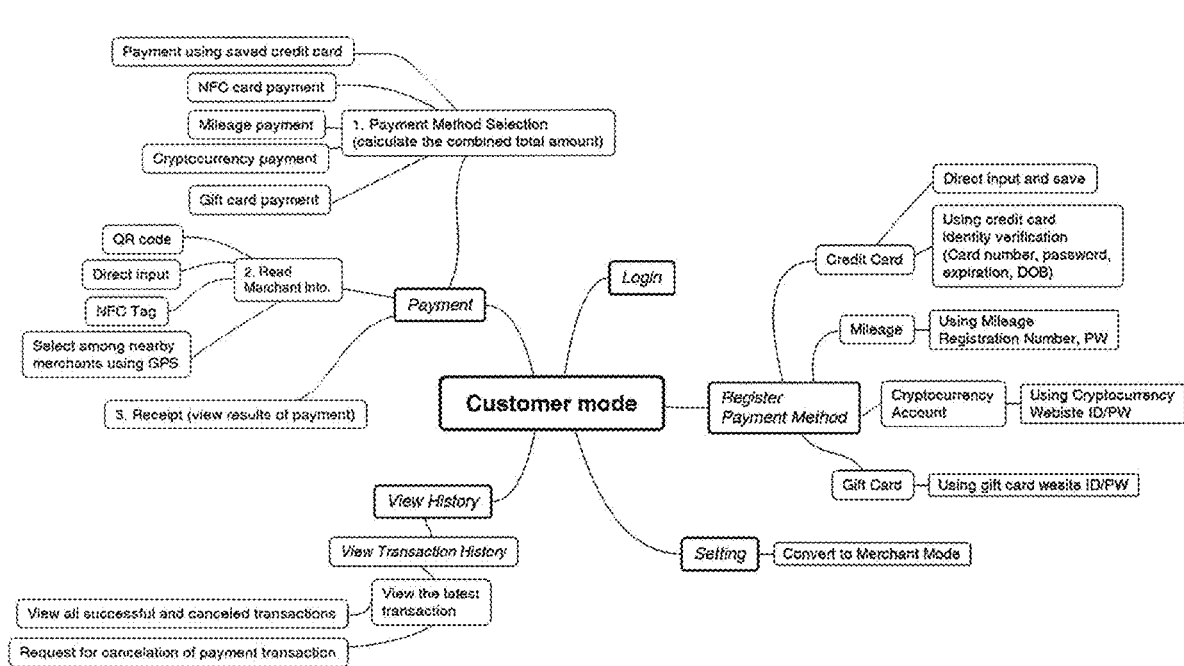 Payment using saved credit card
NFC card payment
Mileage payment
Cryptocurrency payment
Gift card payment
1. Payment Method Selection
(calculate the combined total amount)
QR code
Direct input
NFC Tag
Select among nearby
merchants using GPS
2. Read
Merchant Info.
3. Receipt (view results of payment)
Payment
Login
Customer mode
View History
View Transaction History
View the latest
transaction
View all successful and canceled transactions
Request for cancelation of payment transaction
Setting
Convert to Merchant Mode
Register
Payment Method
Credit Card
Direct input and save
Using credit card
identity verification
(Card number, password,
expiration, DOB)
Mileage
Using Mileage
Registration Number, PW
Cryptocurrency
Account
Using Cryptocurrency
Webiste ID/PW
Gift Card
Using gift card wesite ID/PW